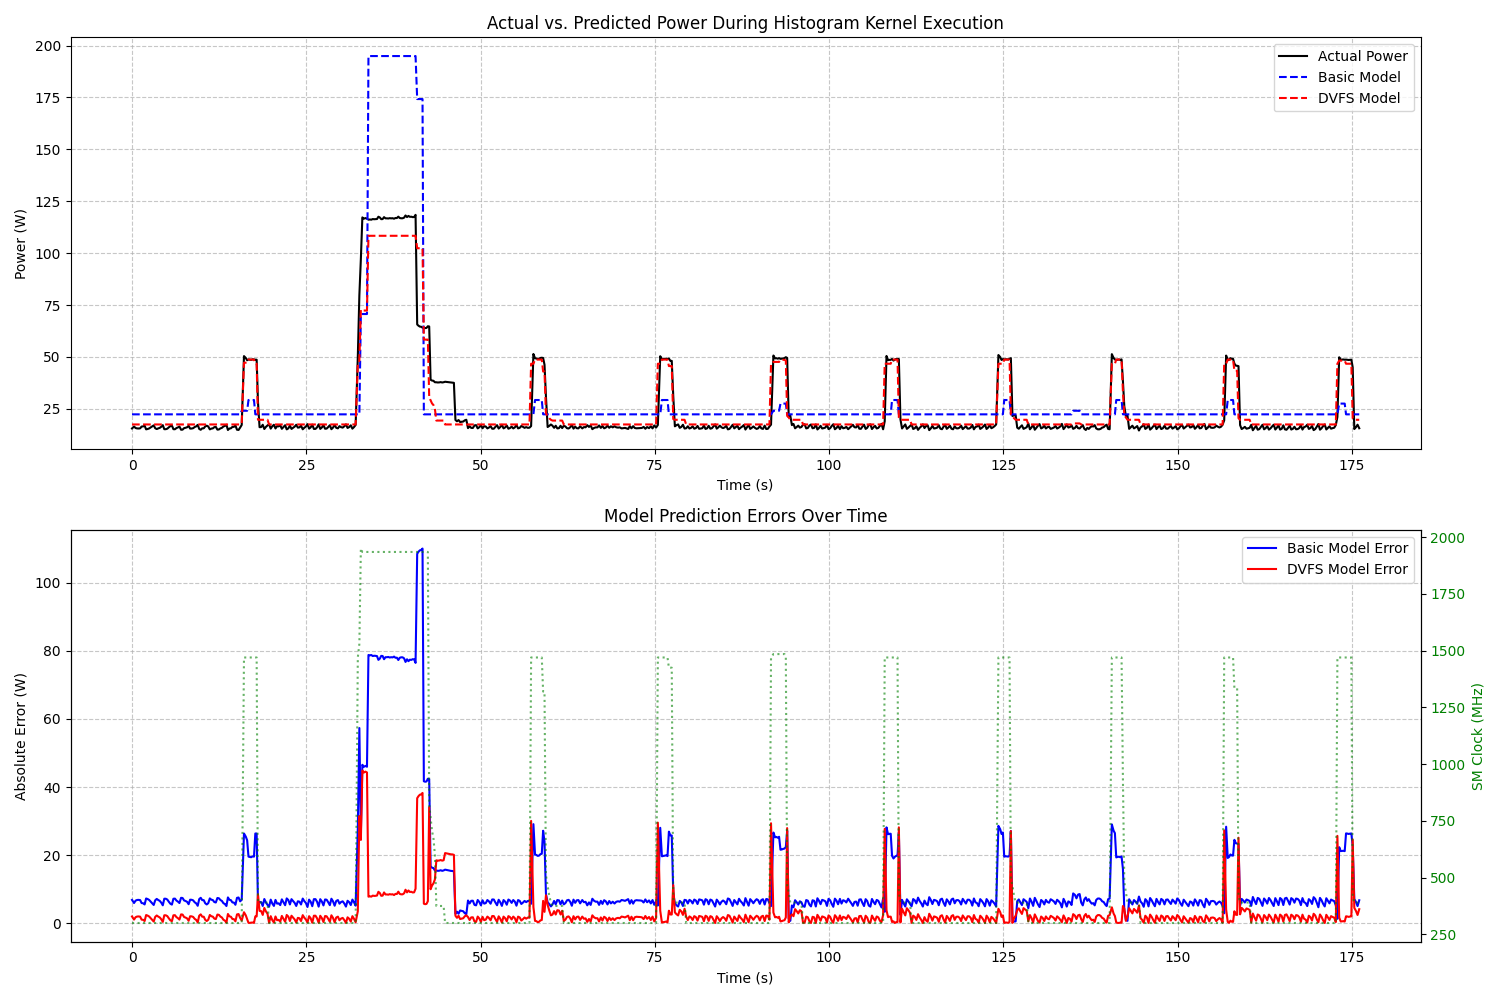 Actual vs. Predicted Power During Histogram Kernel Execution
Power (W)
200
175
150
125
100
75
50
25
Actual Power
Basic Model
DVFS Model
0 25 50 75 100 125 150 175
Time (s)
Model Prediction Errors Over Time
Absolute Error (W)
100
80
60
40
20
0
Basic Model Error
DVFS Model Error
2000
1750
1500
1250
1000
750
500
250
SM Clock (MHz)
0 25 50 75 100 125 150 175
Time (s)